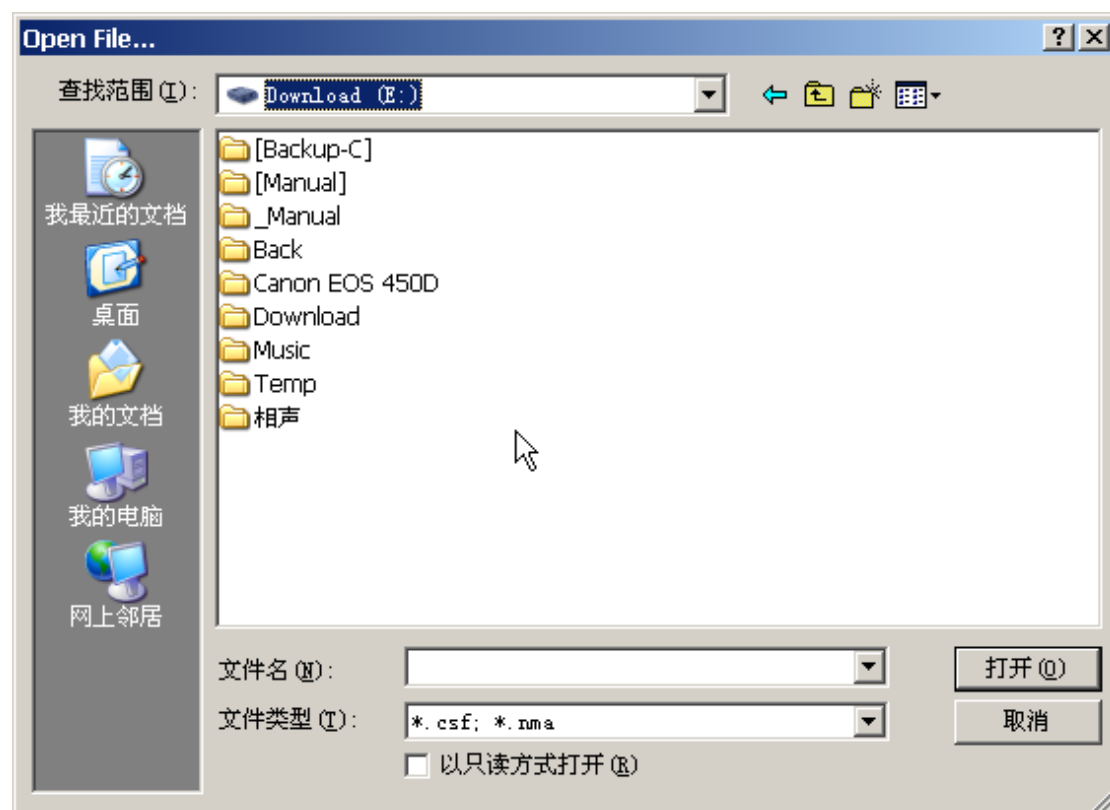 Open File...
查找范围(I):
Download (E:)
[Backup-C]
[Manual]
_Manual
Back
Canon EOS 450D
Download
Music
Temp
相声
我最近的文档
桌面
我的文档
我的电脑
网上邻居
文件名(N):
打开(O)
文件类型(T):
*.csf; *.nma
取消
以只读方式打开(R)